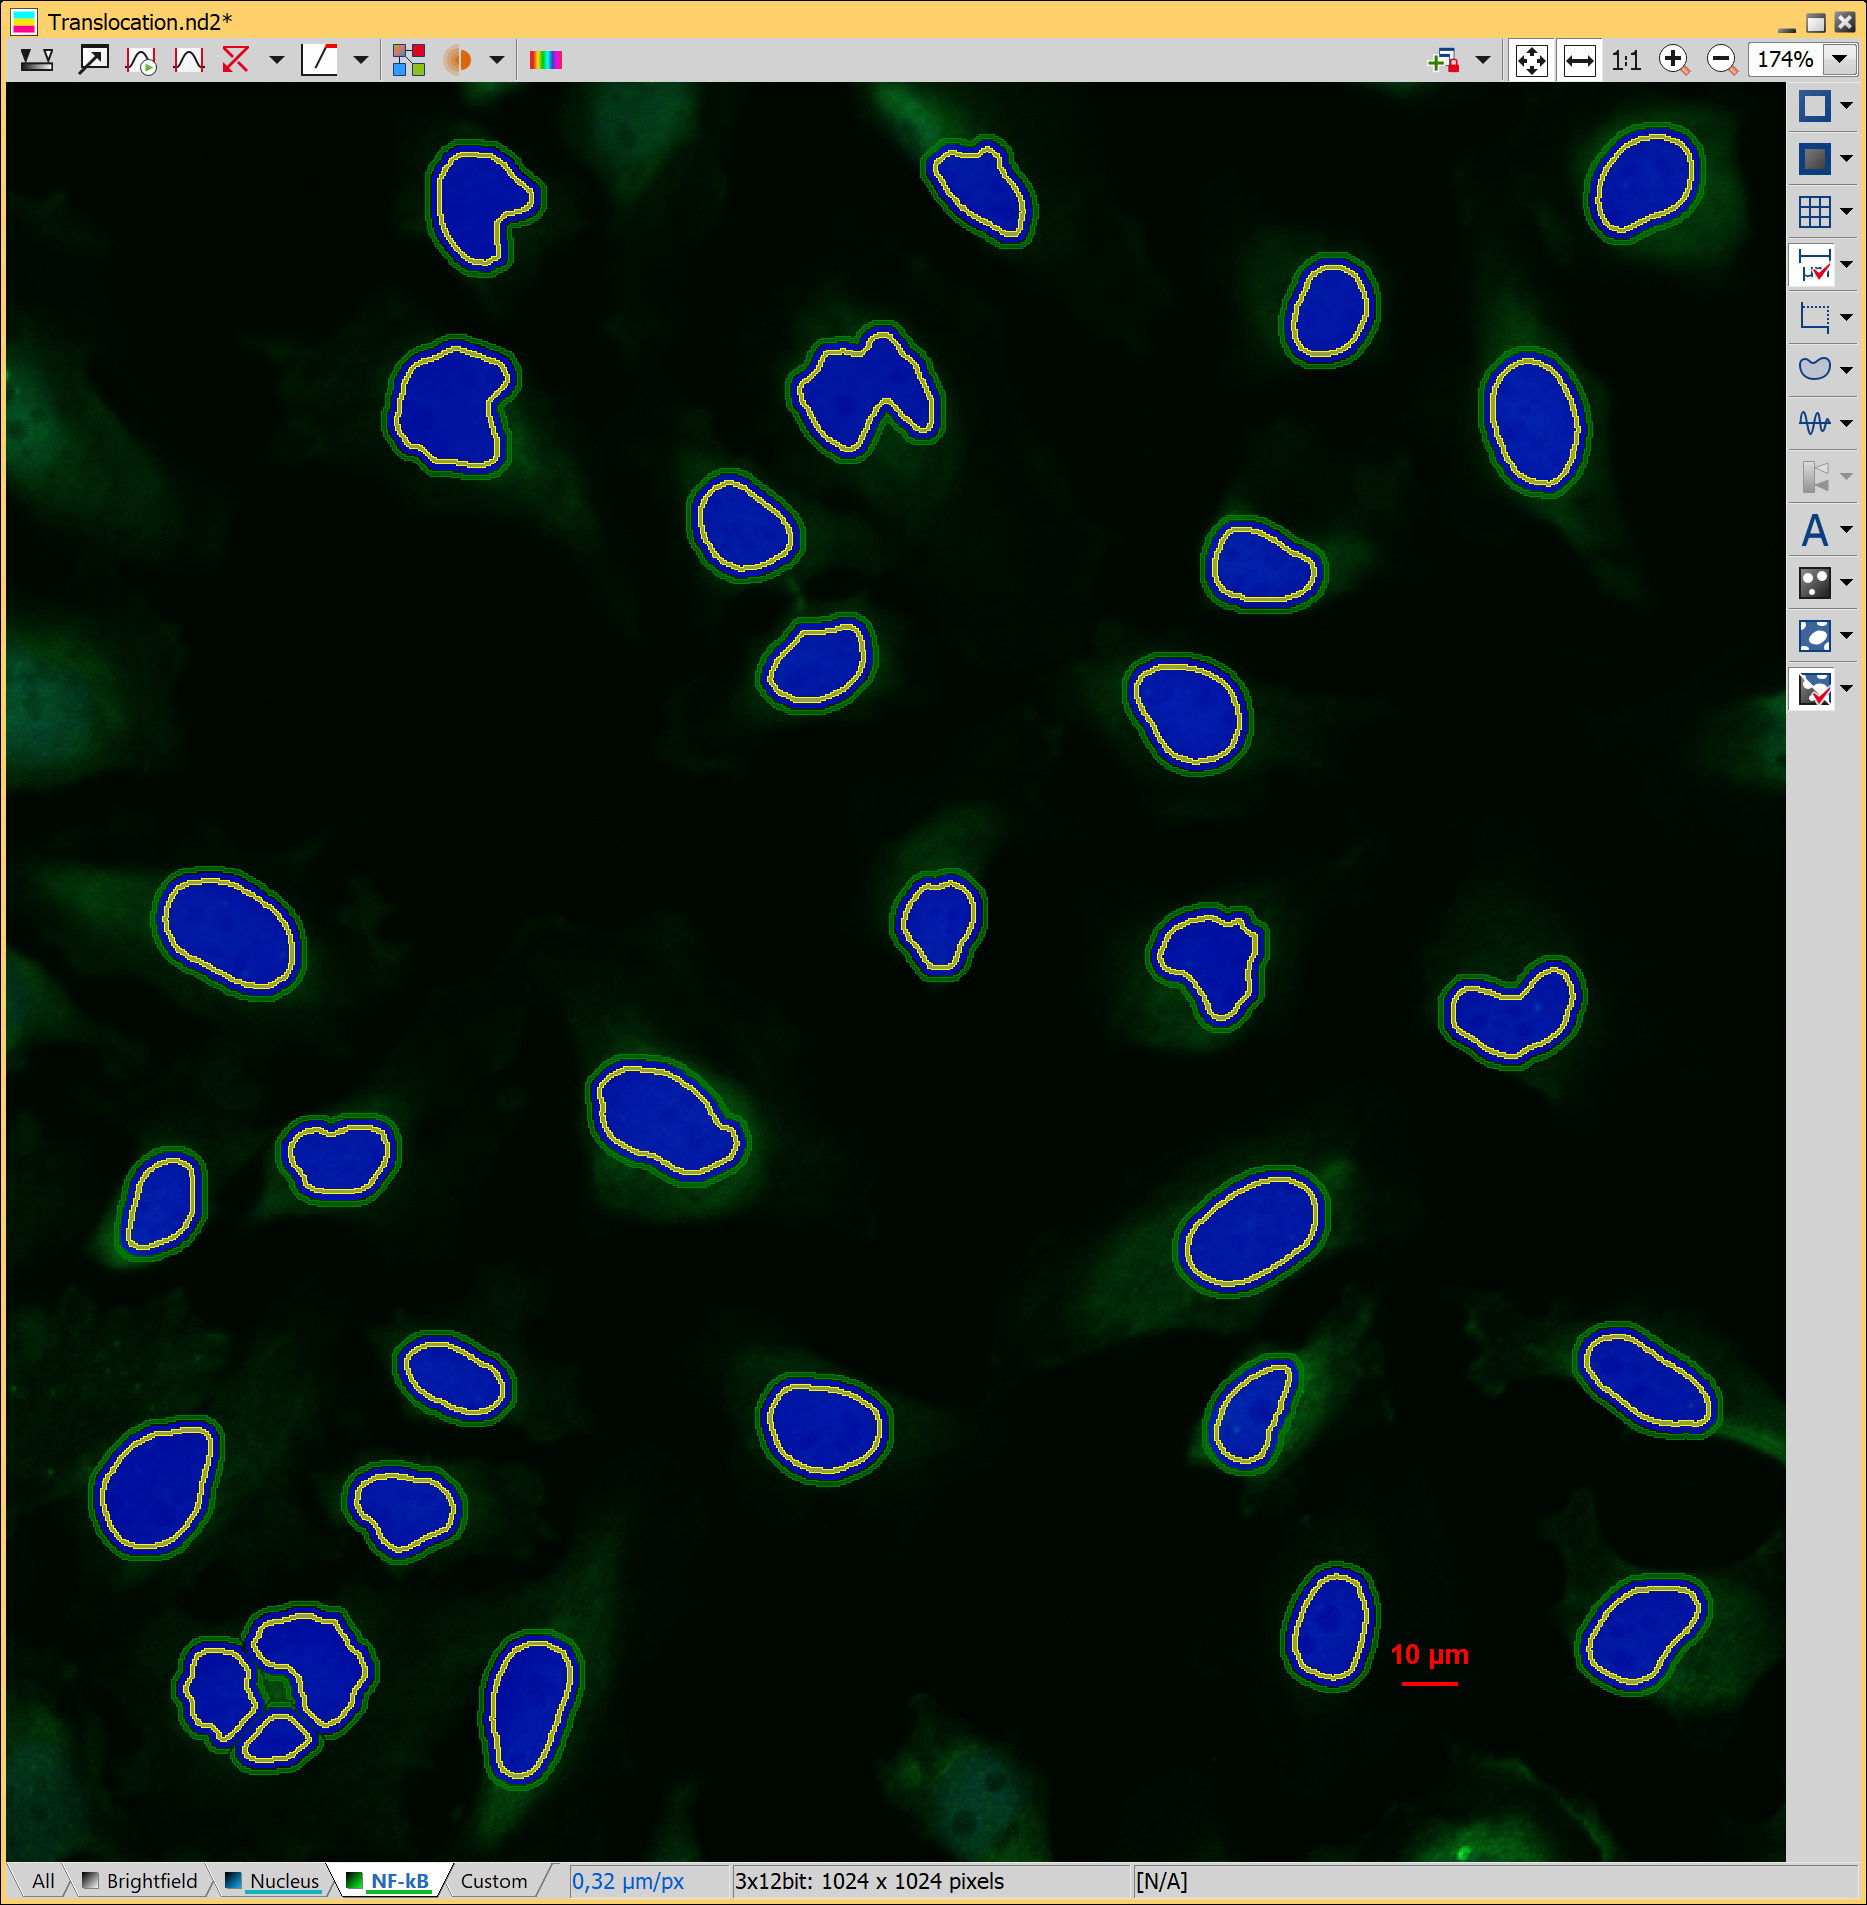 Translocation.nd2*
1:1
174%
µm
A
10 µm
All Brightfield Nucleus NF-kB Custom 0,32 µm/px 3x12bit: 1024 x 1024 pixels [N/A]